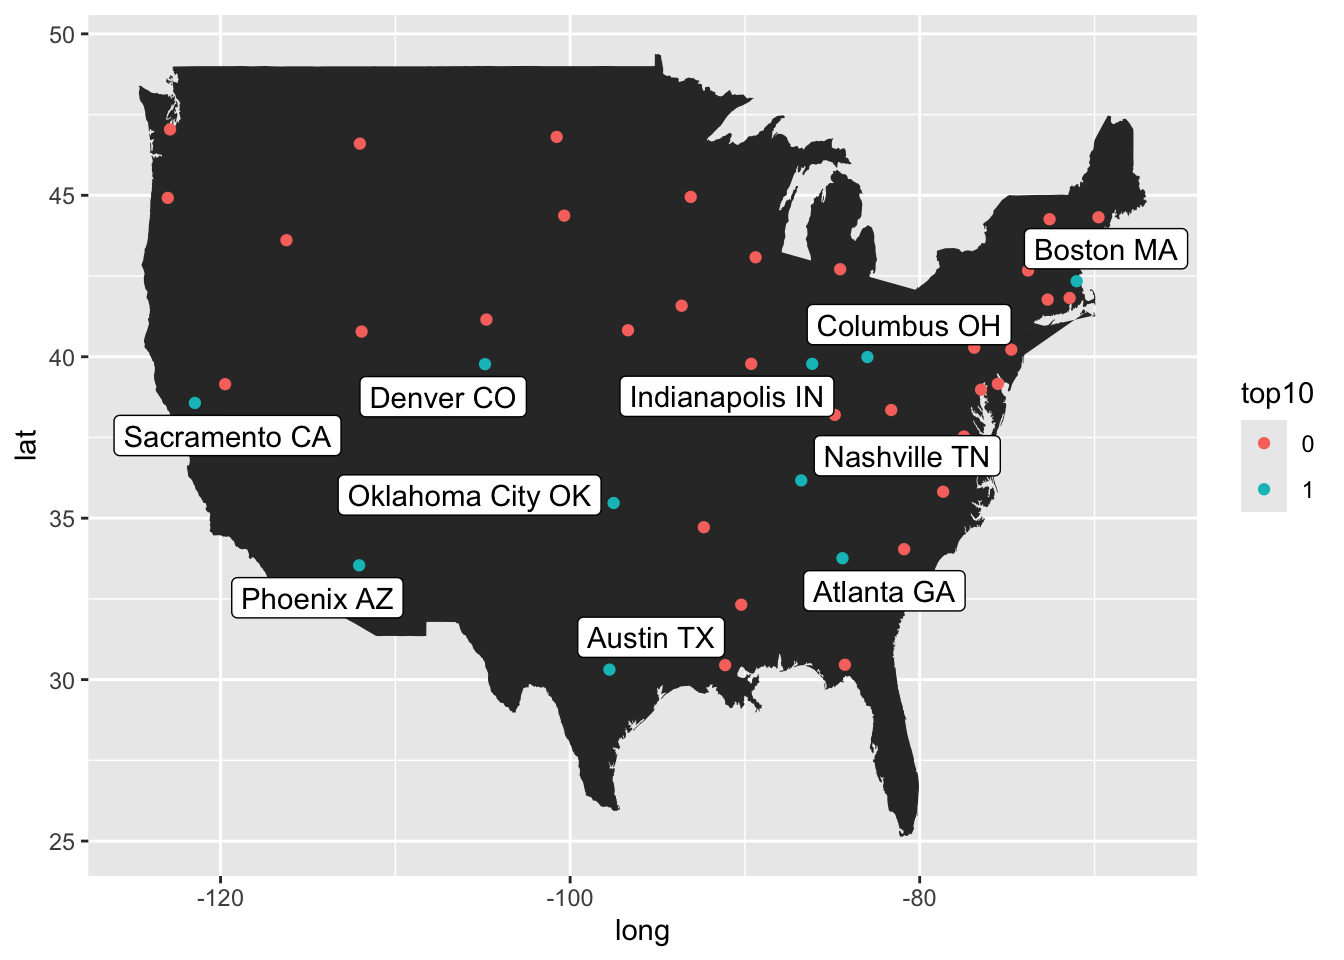 50
45
40
35
30
25
lat
Boston MA
Columbus OH
Denver CO
Indianapolis IN
Sacramento CA
Nashville TN
Oklahoma City OK
Phoenix AZ
Atlanta GA
Austin TX
-120
-100
-80
long
top10
0
1